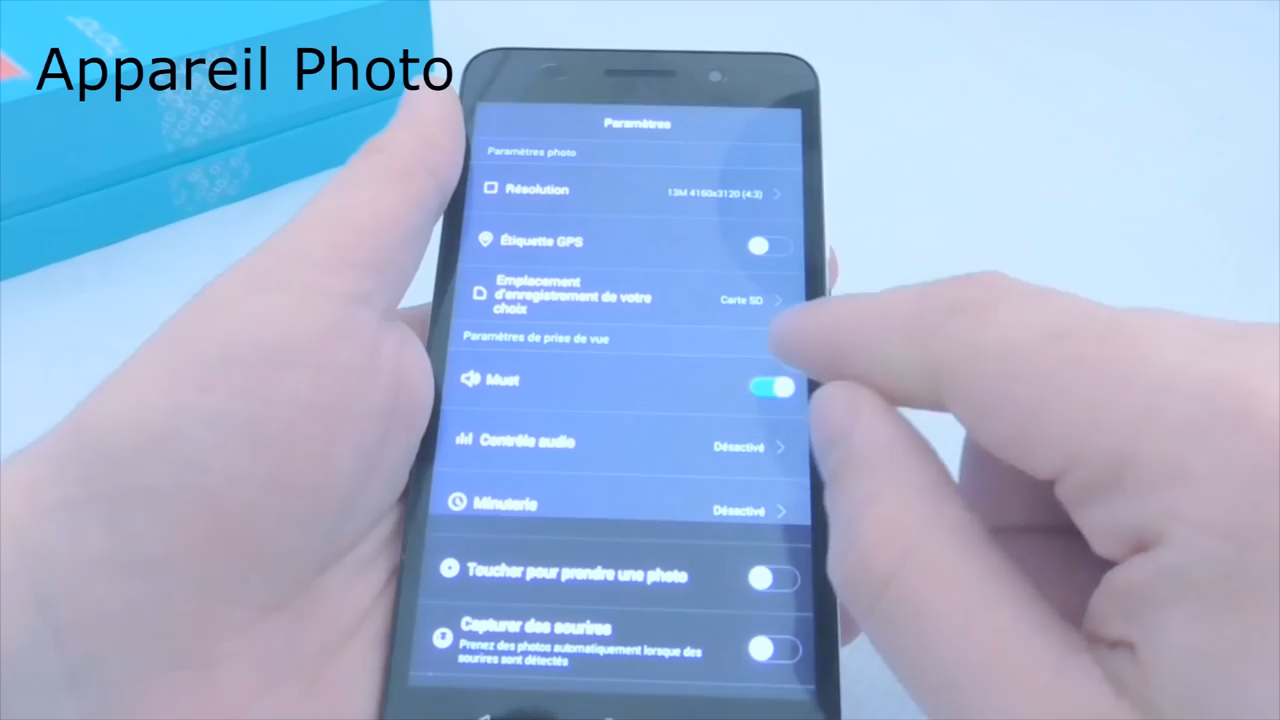 Appareil Photo
Paramètres
Paramètres photo
Résolution 13M 4160x3120 (4:3)
Étiquette GPS
Emplacement
d'enregistrement de votre
choix
Carte SD
Paramètres de prise de vue
Muet
Contrôle audio Désactivé
Minuterie Désactivé
Toucher pour prendre une photo
Capturer des sourires
Prenez des photos automatiquement lorsque des
sourires sont détectés